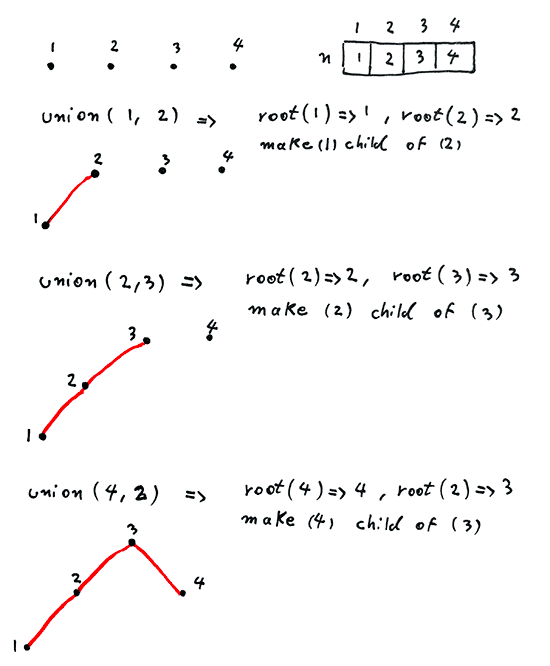 1 2 3 4
1 2 3 4
n 1 2 3 4
union(1, 2) => root(1)=>1, root(2)=>2
make(1) child of (2)
2 3 4
1
union(2,3) => root(2)=>2, root(3)=>3
make (2) child of (3)
3 4
2
1
union(4,2) => root(4)=>4, root(2)=>3
make (4) child of (3)
3
2 4
1